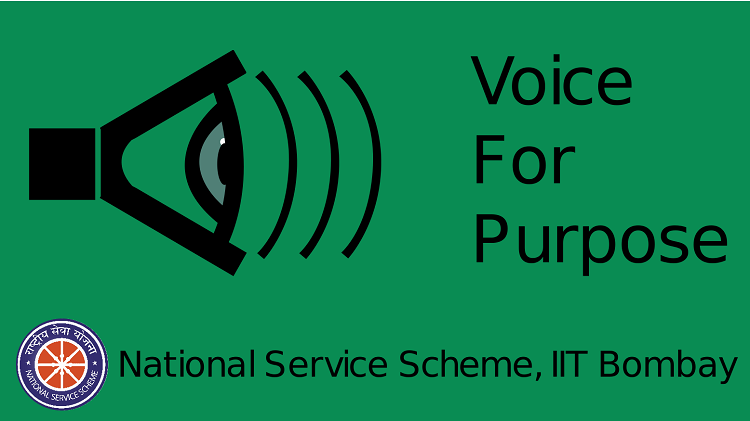 Voice
For
Purpose
राष्ट्रीय सेवा योजना
NATIONAL SERVICE SCHEME
National Service Scheme, IIT Bombay